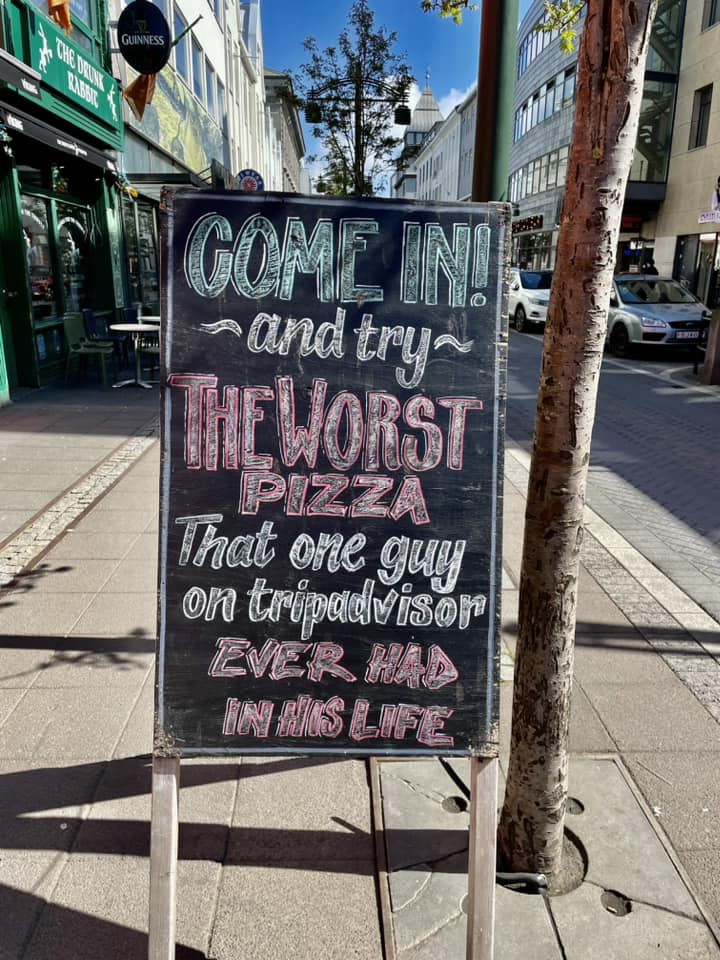 GUINNESS
THE DRUNK
RABBIT
COME IN!
~and try~
THE WORST
PIZZA
That one guy
on tripadvisor
EVER HAD
IN HIS LIFE